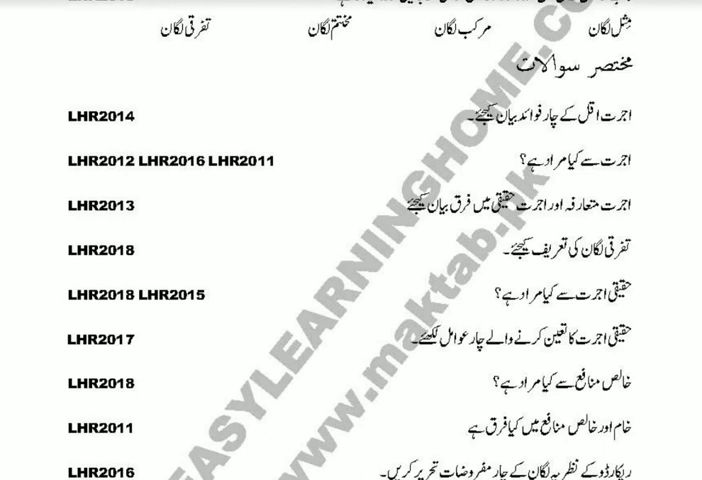 مثل لگان مرکب لگان مختتم لگان تفرقی لگان
مختصر سوالات
اجرت اقل کے چار فوائد بیان کیجئے۔ LHR2014
اجرت سے کیا مراد ہے؟ LHR2012 LHR2016 LHR2011
اجرت متعارفہ اور اجرت حقیقی میں فرق بیان کیجئے LHR2013
تفرقی لگان کی تعریف کیجئے۔ LHR2018
حقیقی اجرت سے کیا مراد ہے؟ LHR2018 LHR2015
حقیقی اجرت کا تعین کرنے والے چار عوامل لکھئے۔ LHR2017
خالص منافع سے کیا مراد ہے؟ LHR2018
خام اور خالص منافع میں کیا فرق ہے LHR2011
ریکارڈو کے نظریہ لگان کے چار مفروضات تحریر کریں۔ LHR2016
EASYLEARNINGHOME.CO
www.maktab.pk